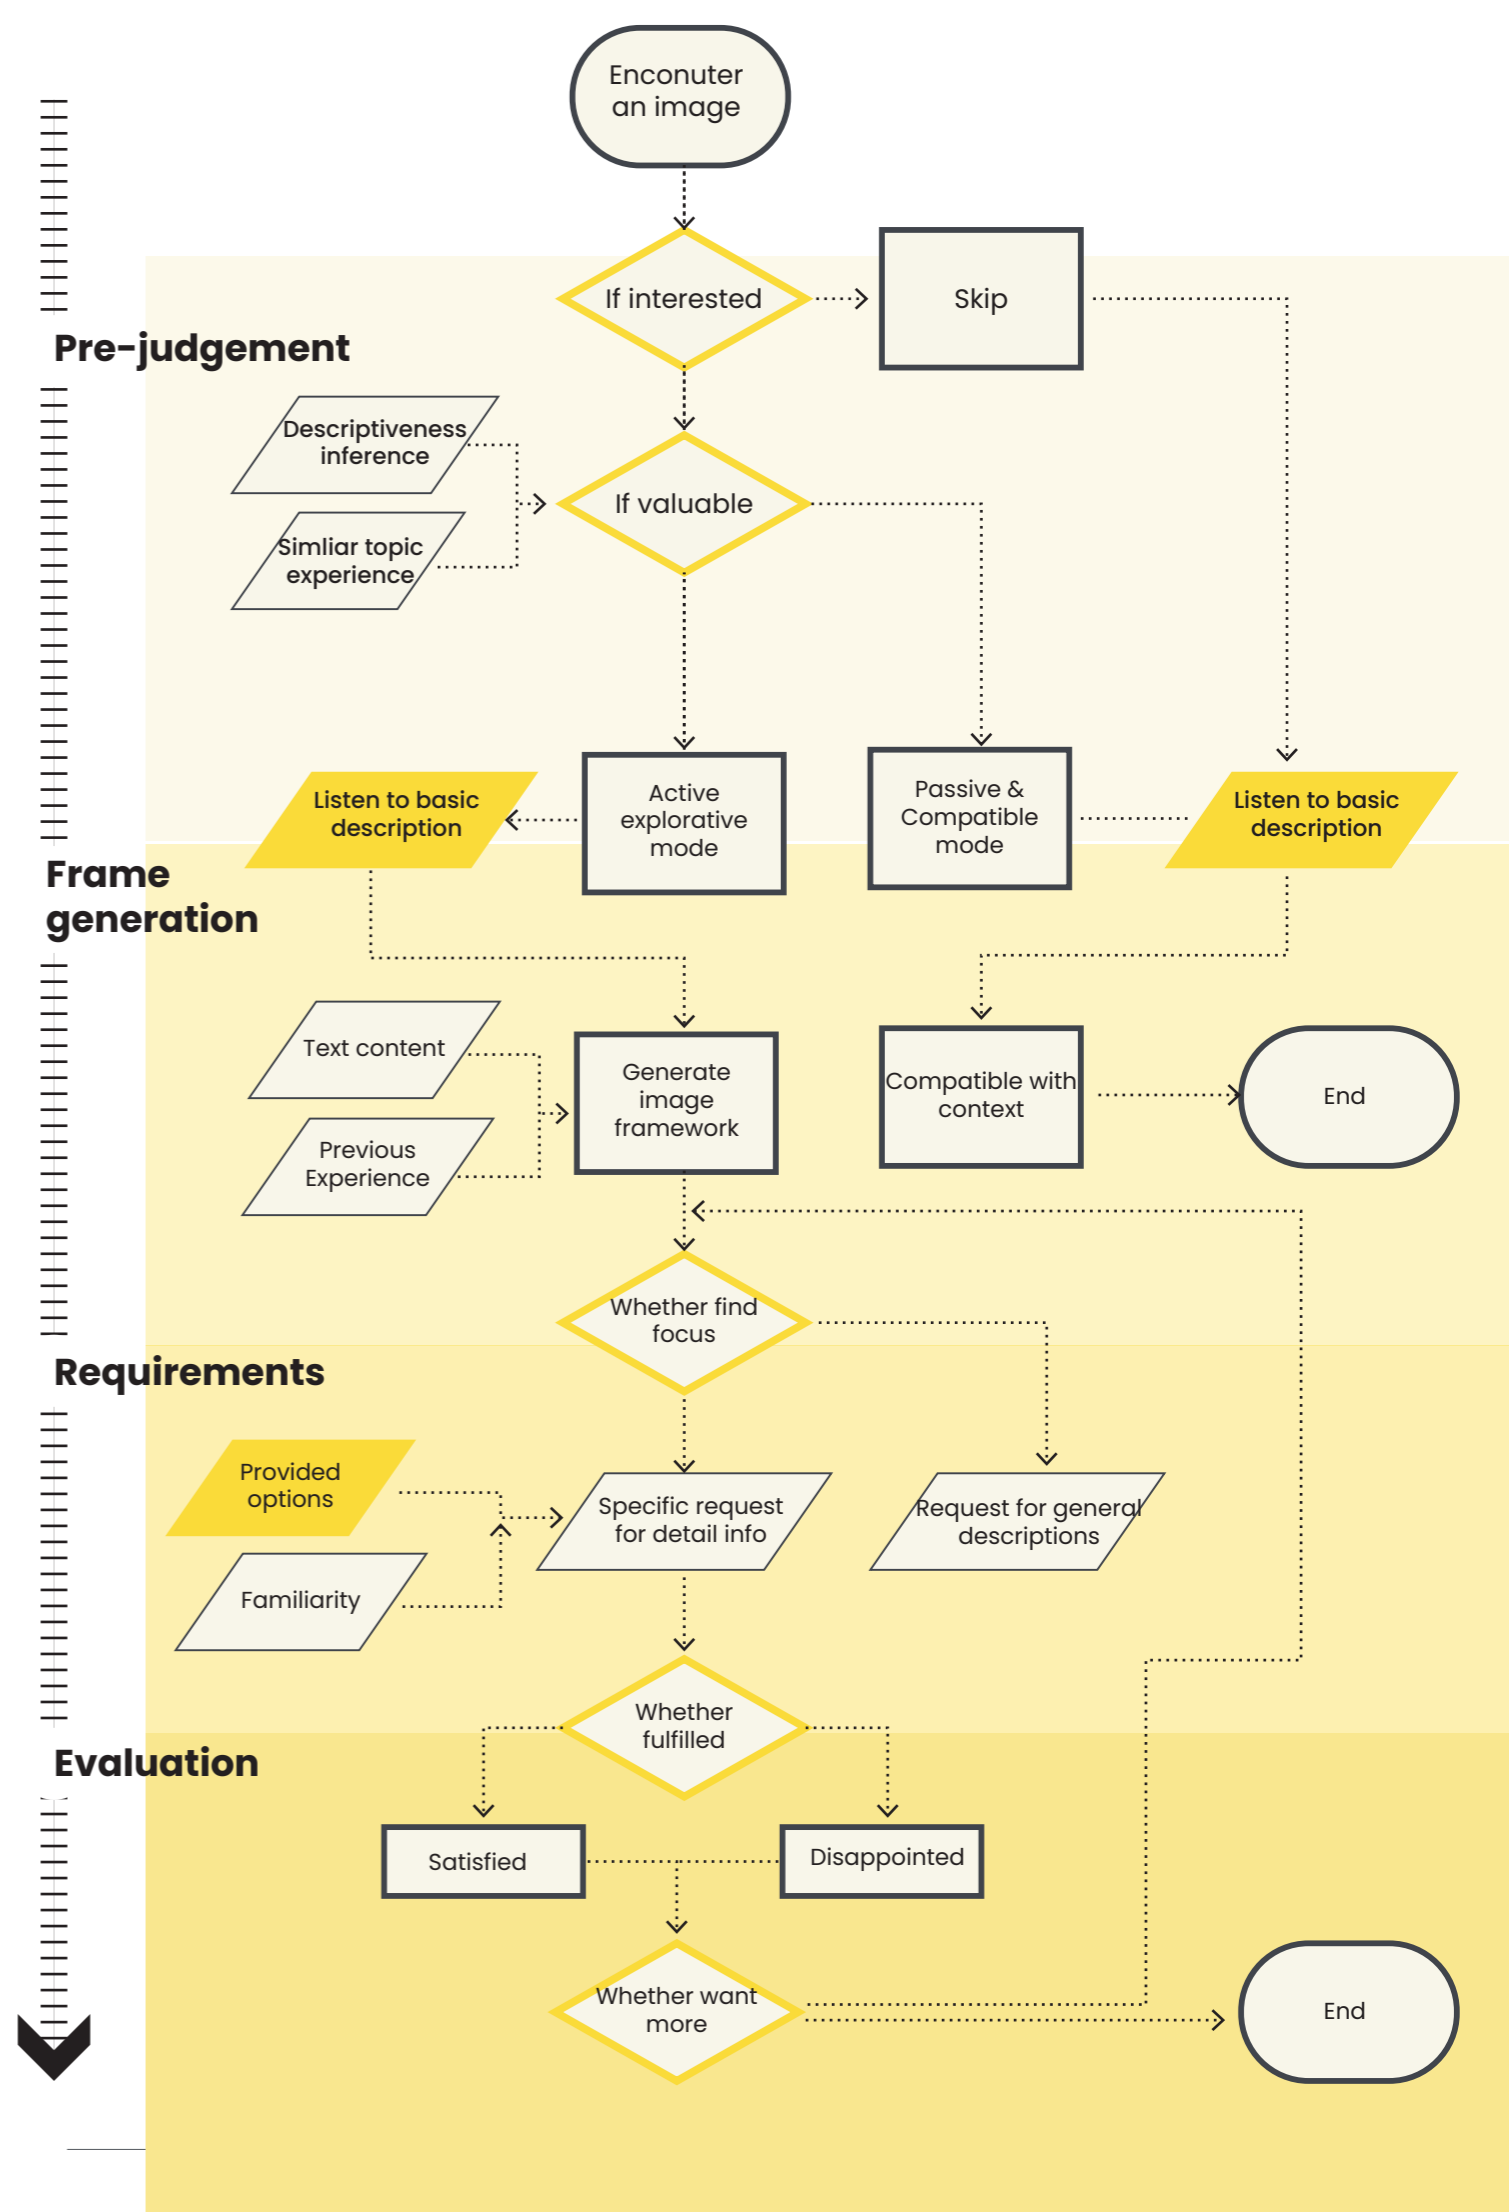 Enconuter
an image
If interested
Skip
Pre-judgement
Descriptiveness
inference
If valuable
Simliar topic
experience
Listen to basic
description
Active
explorative
mode
Passive &
Compatible
mode
Listen to basic
description
Frame
generation
Text content
Generate
image
framework
Compatible with
context
End
Previous
Experience
Whether find
focus
Requirements
Provided
options
Specific request
for detail info
Request for general
descriptions
Familiarity
Whether
fulfilled
Evaluation
Satisfied
Disappointed
Whether want
more
End